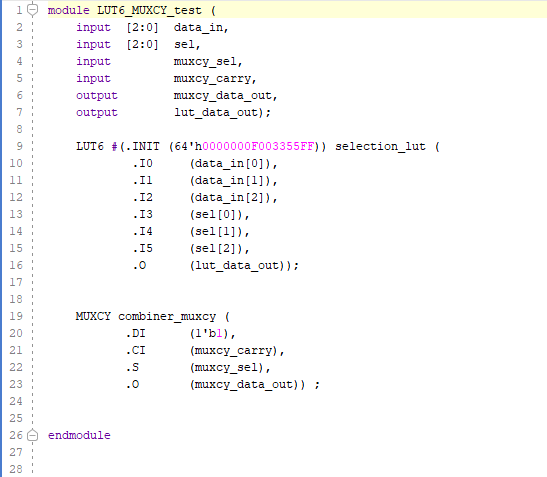 1 module LUT6_MUXCY_test (
2 input [2:0] data_in,
3 input [2:0] sel,
4 input muxcy_sel,
5 input muxcy_carry,
6 output muxcy_data_out,
7 output lut_data_out);
8
9 LUT6 #(.INIT (64'h0000000F003355FF)) selection_lut (
10 .I0 (data_in[0]),
11 .I1 (data_in[1]),
12 .I2 (data_in[2]),
13 .I3 (sel[0]),
14 .I4 (sel[1]),
15 .I5 (sel[2]),
16 .O (lut_data_out));
17
18
19 MUXCY combiner_muxcy (
20 .DI (1'b1),
21 .CI (muxcy_carry),
22 .S (muxcy_sel),
23 .O (muxcy_data_out)) ;
24
25
26 endmodule
27
28